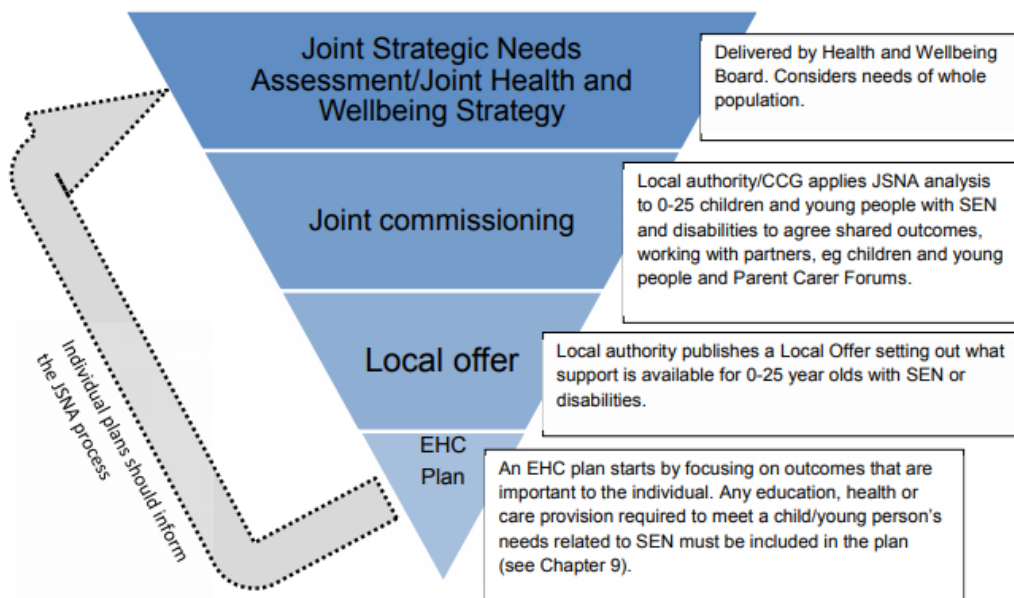 Joint Strategic Needs
Assessment/Joint Health and
Wellbeing Strategy
Delivered by Health and Wellbeing
Board. Considers needs of whole
population.
Joint commissioning
Local authority/CCG applies JSNA analysis
to 0-25 children and young people with SEN
and disabilities to agree shared outcomes,
working with partners, eg children and young
people and Parent Carer Forums.
Local offer
Local authority publishes a Local Offer setting out what
support is available for 0-25 year olds with SEN or
disabilities.
EHC
Plan
An EHC plan starts by focusing on outcomes that are
important to the individual. Any education, health or
care provision required to meet a child/young person's
needs related to SEN must be included in the plan
(see Chapter 9).
Individual plans should inform
the JSNA process